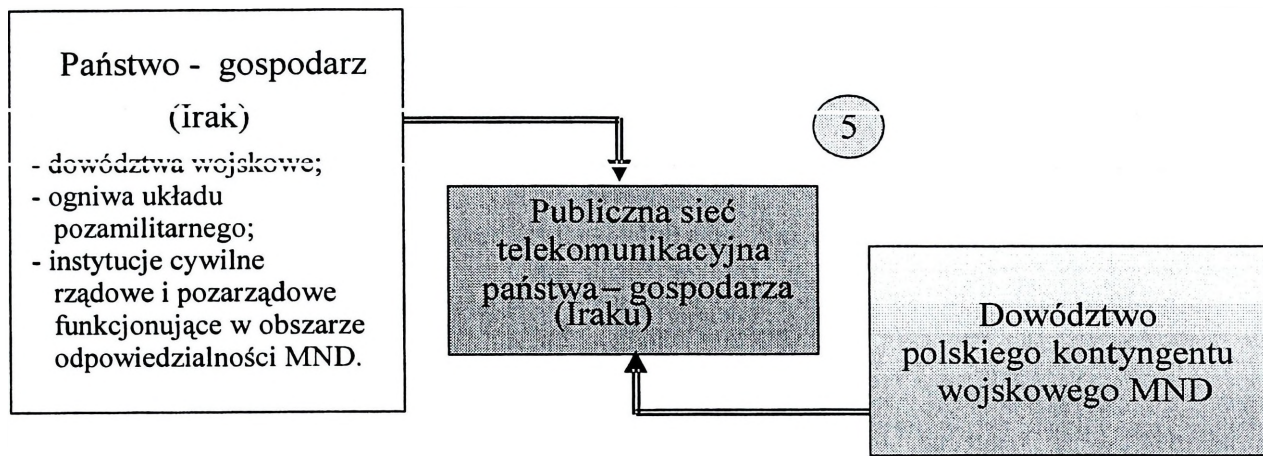 Państwo - gospodarz
(Irak)
- dowództwa wojskowe;
- ogniwa układu
pozamilitarnego;
- instytucje cywilne
rządowe i pozarządowe
funkcjonujące w obszarze
odpowiedzialności MND.
5
Publiczna sieć
telekomunikacyjna
państwa – gospodarza
(Iraku)
Dowództwo
polskiego kontyngentu
wojskowego MND